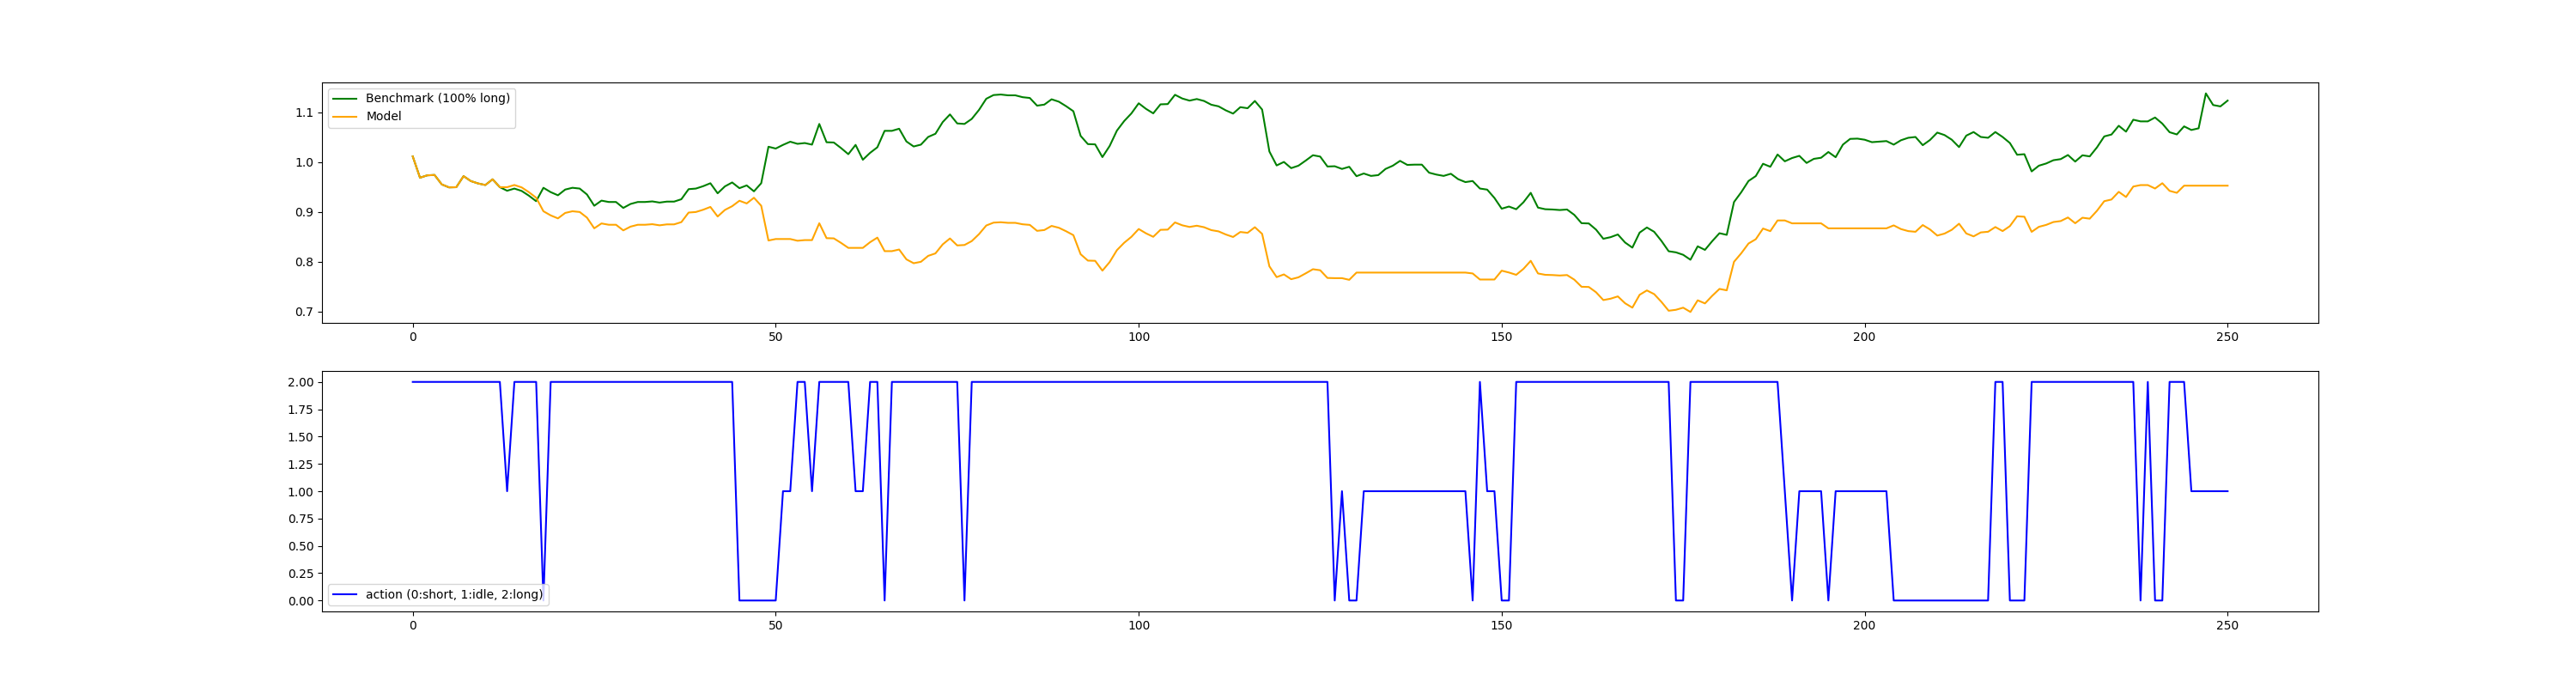 Benchmark (100% long)
Model
1.1
1.0
0.9
0.8
0.7
0 50 100 150 200 250
2.00
1.75
1.50
1.25
1.00
0.75
0.50
0.25
0.00
action (0:short, 1:idle, 2:long)
0 50 100 150 200 250